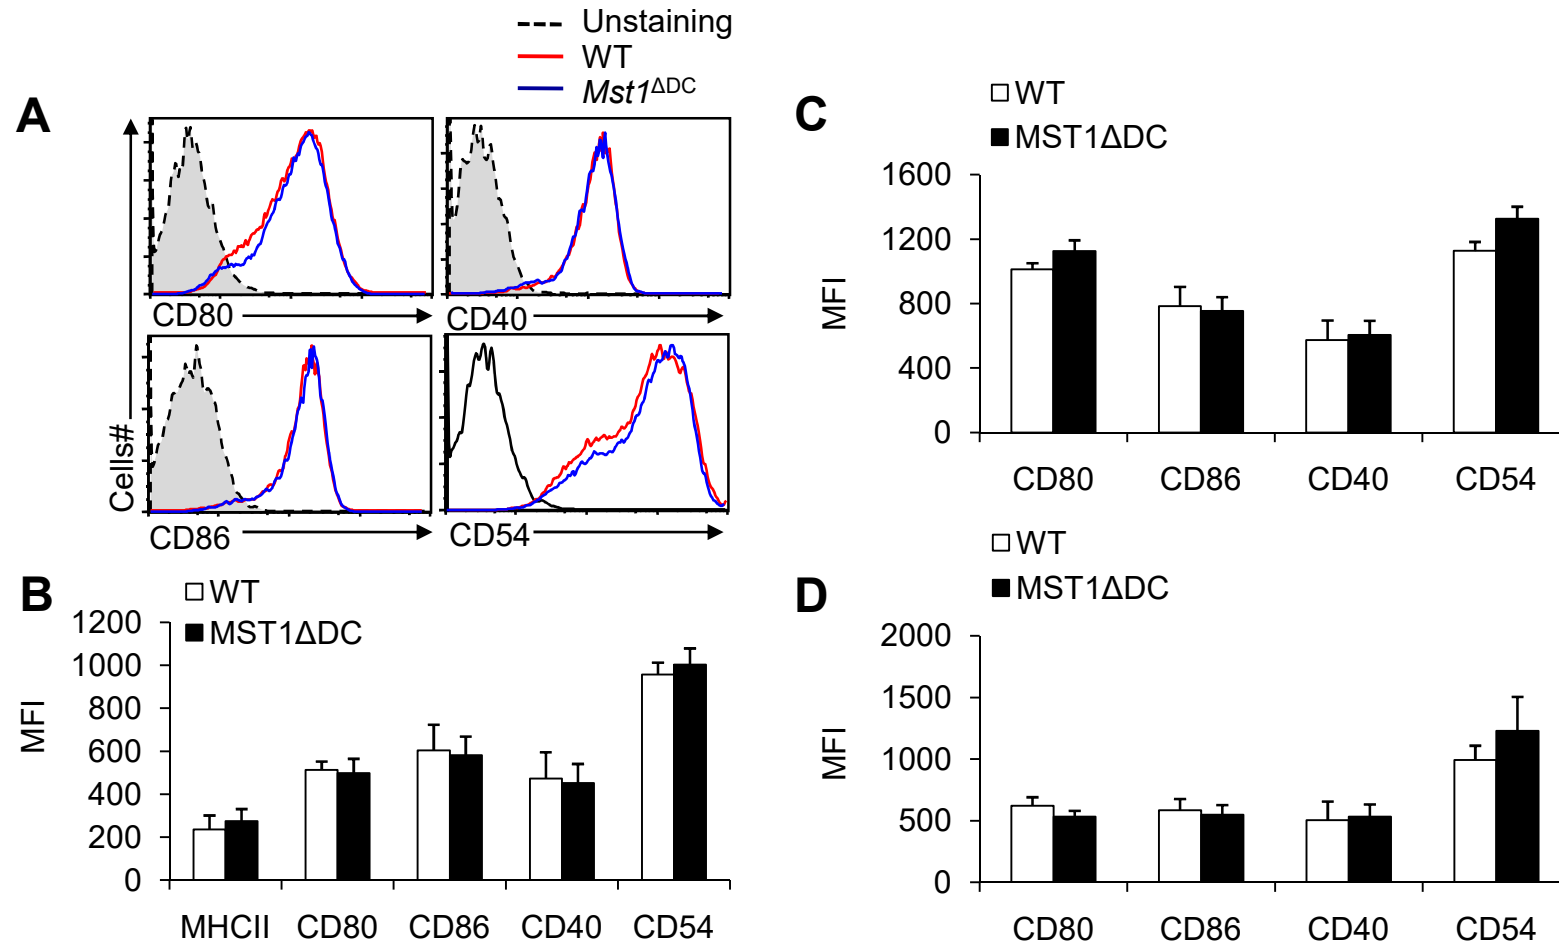 Unstaining
WT
Mst1ΔDC
A
CD80
CD40
Cells#
CD86
CD54
B
WT
MST1ΔDC
1200
1000
800
600
400
200
0
MFI
MHCII CD80 CD86 CD40 CD54
C
WT
MST1ΔDC
1600
1200
800
400
0
MFI
CD80 CD86 CD40 CD54
D
WT
MST1ΔDC
2000
1500
1000
500
0
MFI
CD80 CD86 CD40 CD54